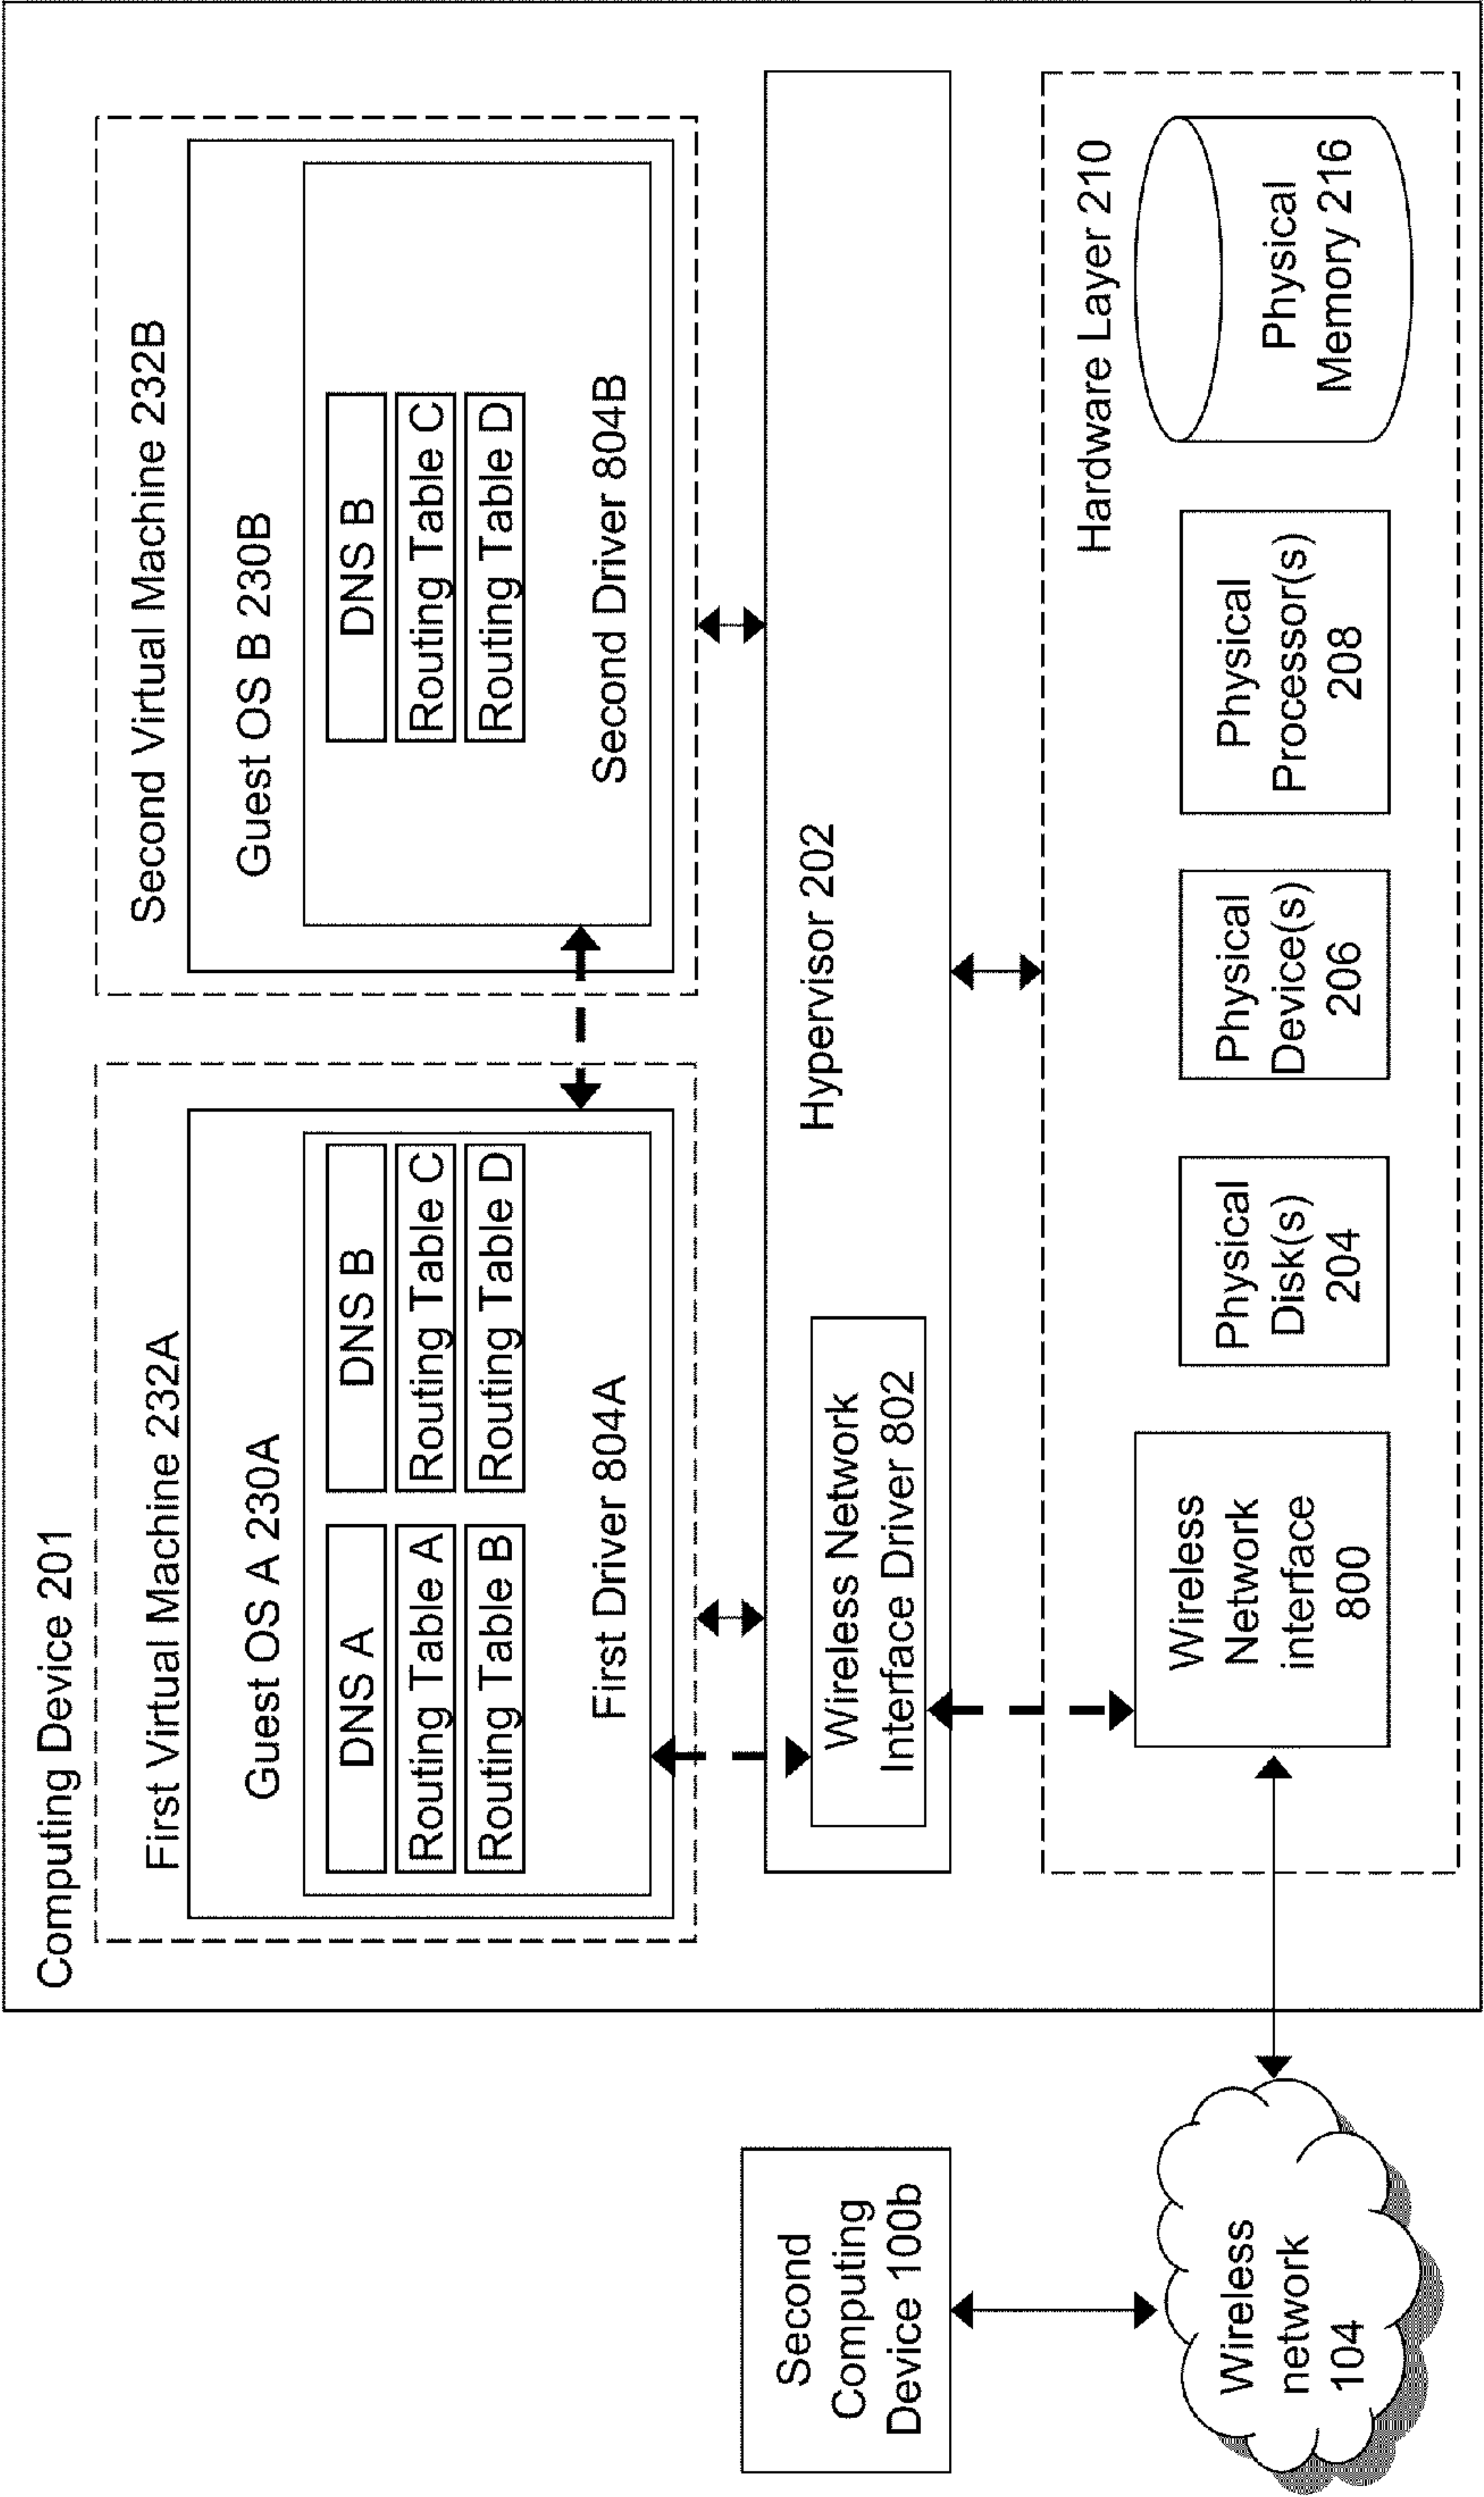 Computing Device 201
First Virtual Machine 232A
Guest OS A 230A
DNS A
Routing Table A
Routing Table B
DNS B
Routing Table C
Routing Table D
First Driver 804A
Second Virtual Machine 232B
Guest OS B 230B
DNS B
Routing Table C
Routing Table D
Second Driver 804B
Hypervisor 202
Wireless Network
Interface Driver 802
Hardware Layer 210
Wireless
Network
interface
800
Physical
Disk(s)
204
Physical
Device(s)
206
Physical
Processor(s)
208
Physical
Memory 216
Second
Computing
Device 100b
Wireless
network
104